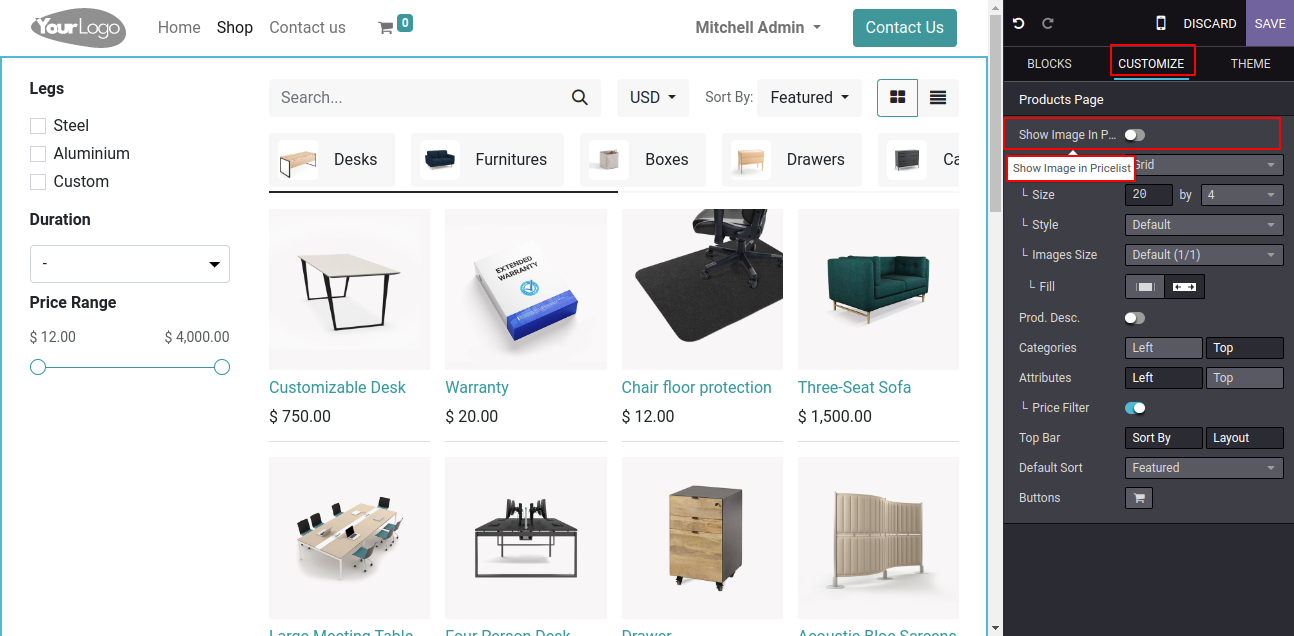 YourLogo
Home Shop Contact us 0 Mitchell Admin Contact Us
DISCARD SAVE
BLOCKS CUSTOMIZE THEME
Legs
Steel
Aluminium
Custom
Duration
-
Price Range
$ 12.00 $ 4,000.00
Search... USD Sort By: Featured
Desks Furnitures Boxes Drawers Ca
Customizable Desk Warranty Chair floor protection Three-Seat Sofa
$ 750.00 $ 20.00 $ 12.00 $ 1,500.00
EXTENDED
WARRANTY
Large Meeting Table Four Person Desk Drawer Acoustic Bloc Screens
Products Page
Show Image In P...
Show Image in Pricelist
Grid
└ Size 20 by 4
└ Style Default
└ Images Size Default (1/1)
└ Fill
Prod. Desc.
Categories Left Top
Attributes Left Top
└ Price Filter
Top Bar Sort By Layout
Default Sort Featured
Buttons